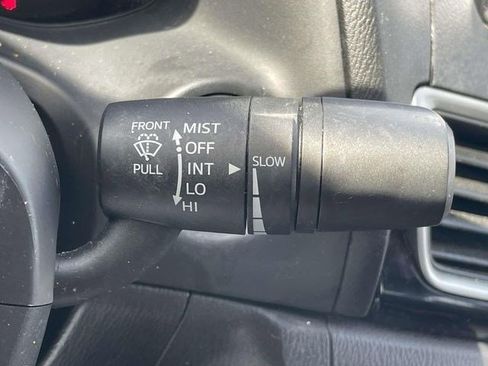 FRONT
PULL
MIST
OFF
INT
LO
HI
SLOW